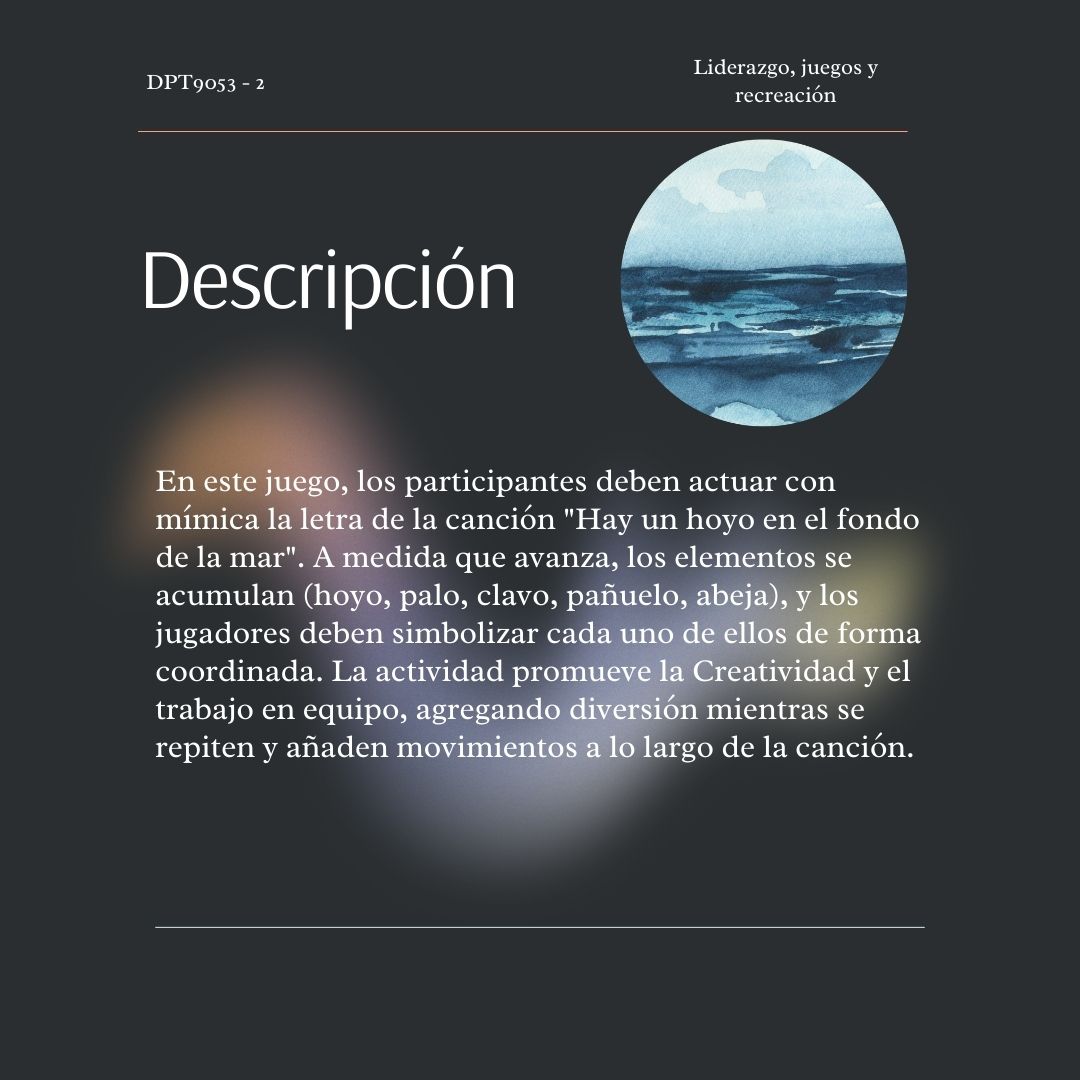 DPT9053 - 2
Liderazgo, juegos y
recreación
Descripción
En este juego, los participantes deben actuar con
mímica la letra de la canción "Hay un hoyo en el fondo
de la mar". A medida que avanza, los elementos se
acumulan (hoyo, palo, clavo, pañuelo, abeja), y los
jugadores deben simbolizar cada uno de ellos de forma
coordinada. La actividad promueve la Creatividad y el
trabajo en equipo, agregando diversión mientras se
repiten y añaden movimientos a lo largo de la canción.